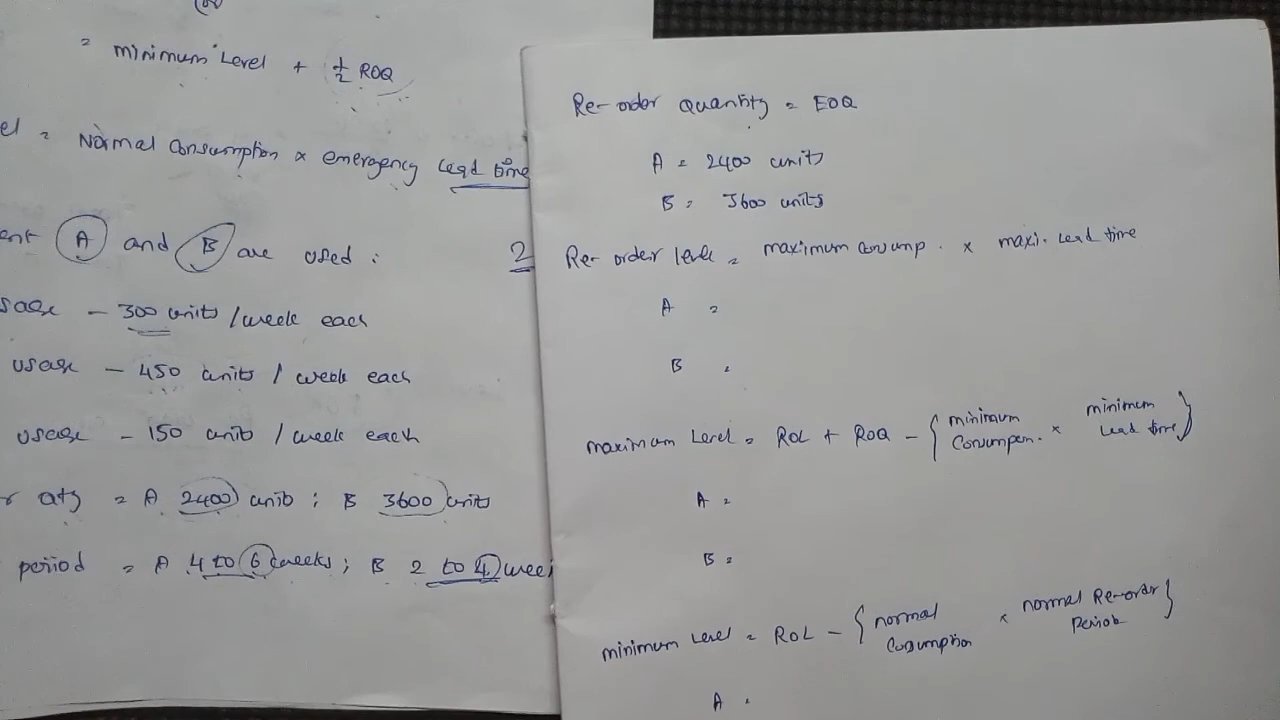 = minimum Level + 1/2 ROQ
el = Normal Consumption × emergency Lead time
ent A and B are used :
sage - 300 units / week each
usage - 450 units / week each
usage - 150 units / week each
r qty = A 2400 units ; B 3600 units
period = A 4 to 6 weeks ; B 2 to 4 wee
2
Re-order Quantity = EOQ
A = 2400 units
B = 3600 units
Re-order levele = maximum Consump. × maxi. Lead time
A =
B =
maximum Level = ROL + ROQ - { minimum Consumpen. × minimum Lead time }
A =
B =
minimum Level = ROL - { normal Consumption × normal Re-order Period }
A =